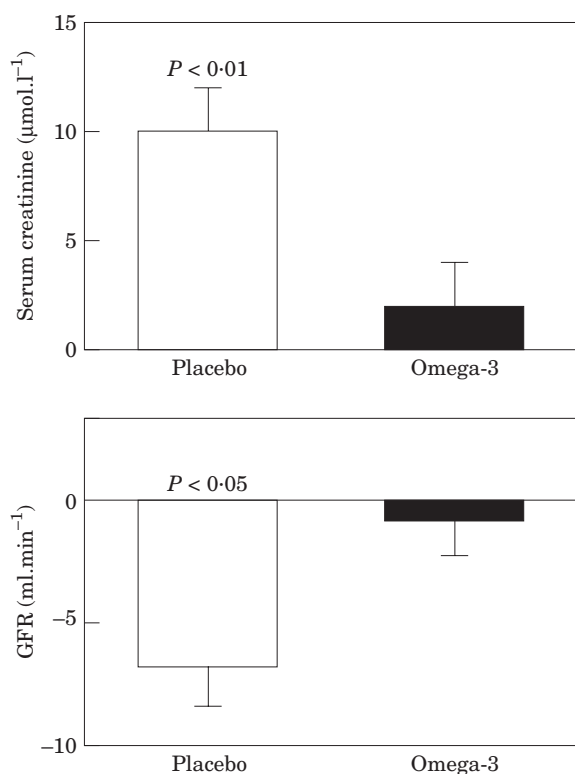 15
P < 0·01
10
5
0
Serum creatinine (μmol.l⁻¹)
Placebo Omega-3
P < 0·05
0
–5
–10
GFR (ml.min⁻¹)
Placebo Omega-3